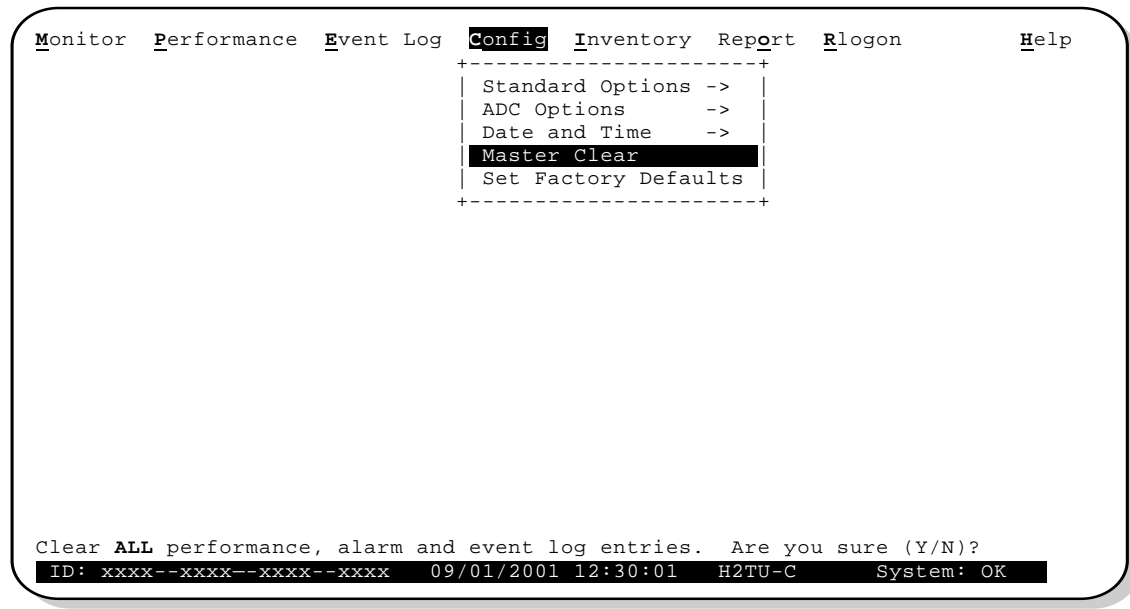 Monitor Performance Event Log Config Inventory Report Rlogon Help
+----------------------+
| Standard Options -> |
| ADC Options -> |
| Date and Time -> |
| Master Clear |
| Set Factory Defaults |
+----------------------+
Clear ALL performance, alarm and event log entries. Are you sure (Y/N)?
ID: xxxx--xxxx--xxxx--xxxx 09/01/2001 12:30:01 H2TU-C System: OK